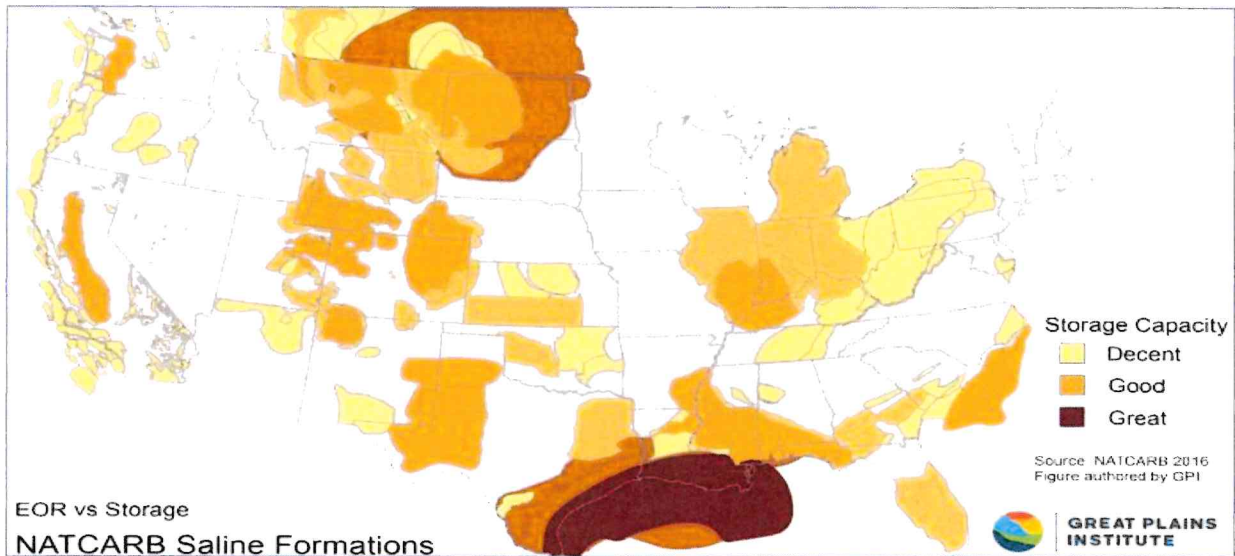 Storage Capacity
Decent
Good
Great
Source: NATCARB 2016
Figure authored by GPI
EOR vs Storage
NATCARB Saline Formations
GREAT PLAINS
INSTITUTE